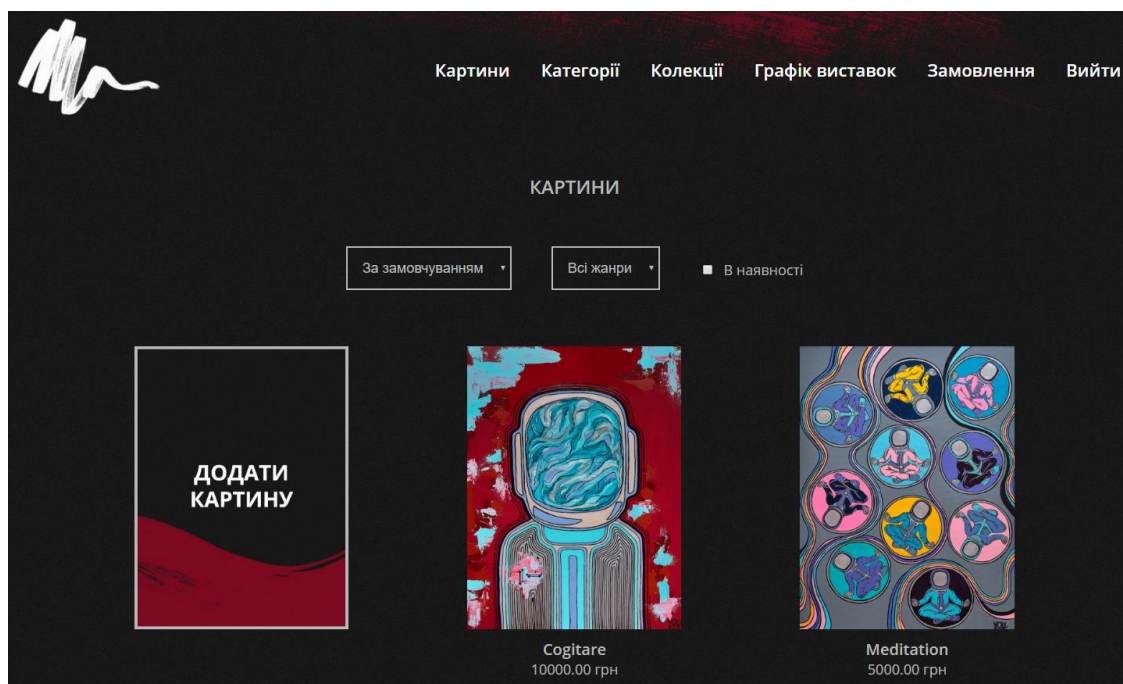 Картини Категорії Колекції Графік виставок Замовлення Вийти
КАРТИНИ
За замовчуванням Всі жанри В наявності
ДОДАТИ
КАРТИНУ
Cogitare
10000.00 грн
Meditation
5000.00 грн